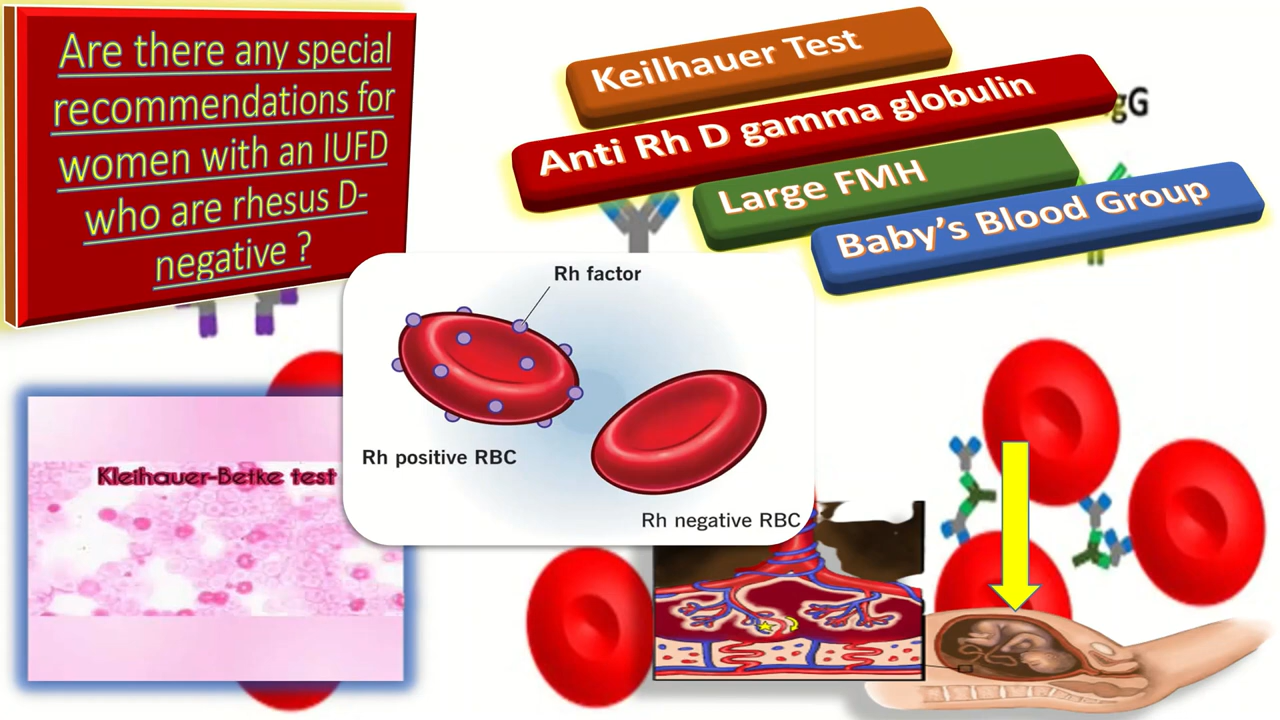 Are there any special
recommendations for
women with an IUFD
who are rhesus D-
negative ?
Keilhauer Test
Anti Rh D gamma globulin
Large FMH
Baby's Blood Group
gG
Rh factor
Rh positive RBC
Rh negative RBC
Kleihauer-Betke test